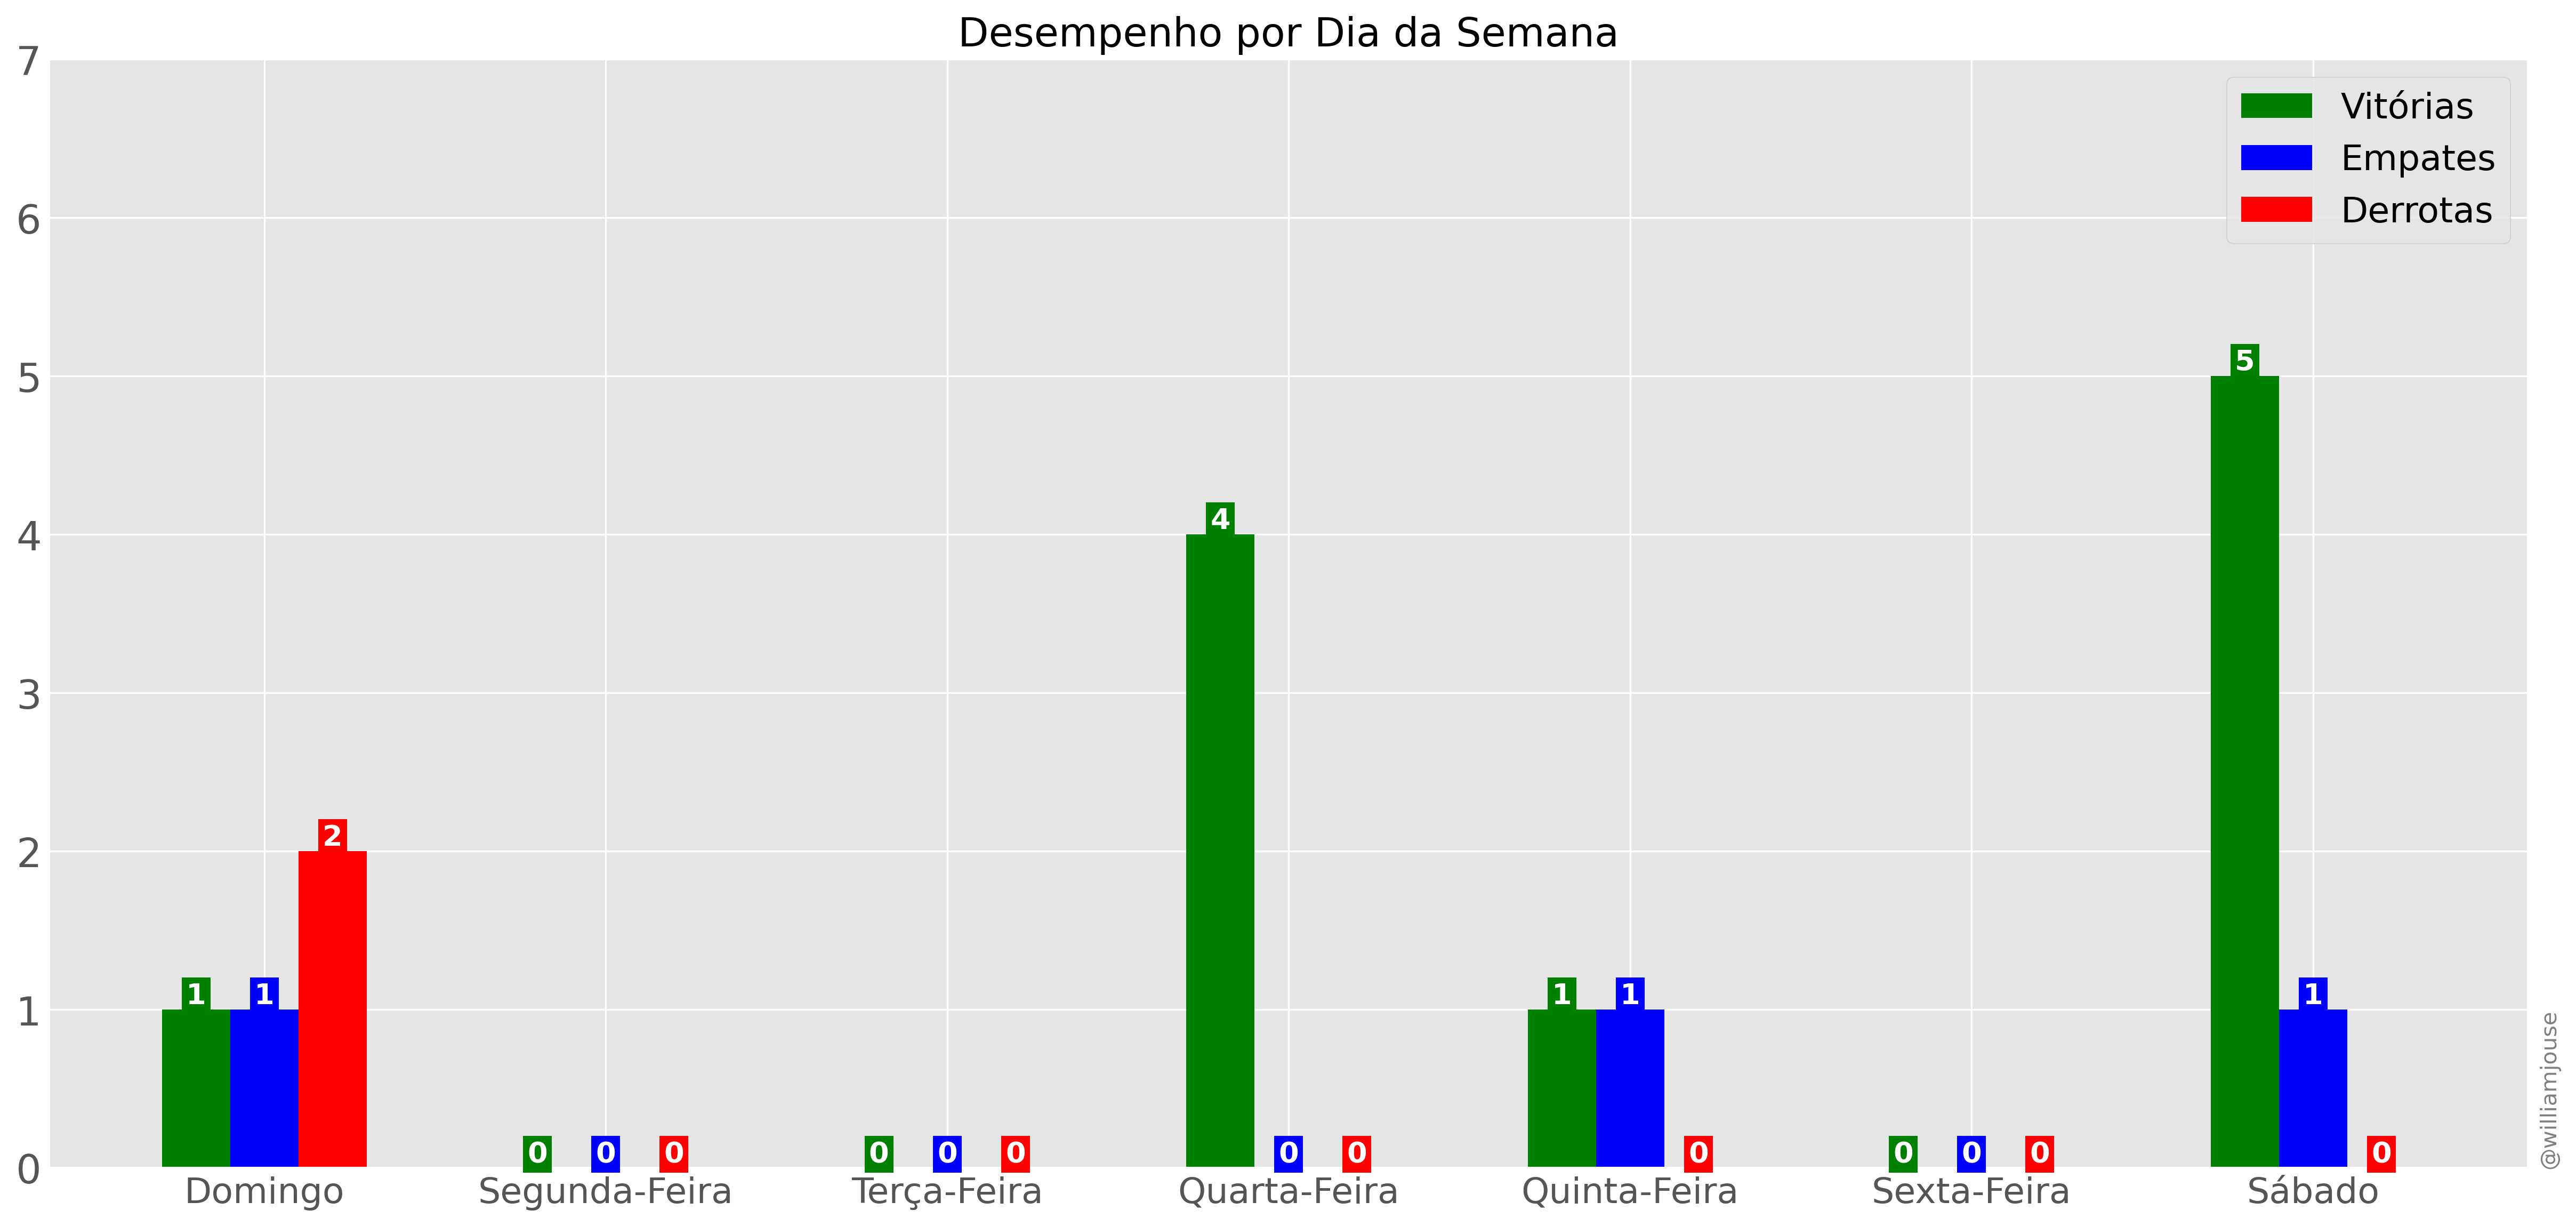 Desempenho por Dia da Semana
7
6
5
4
3
2
1
0
Vitórias
Empates
Derrotas
1 1 2
0 0 0
0 0 0
4 0 0
1 1 0
0 0 0
5 1 0
Domingo Segunda-Feira Terça-Feira Quarta-Feira Quinta-Feira Sexta-Feira Sábado
@williamjouse